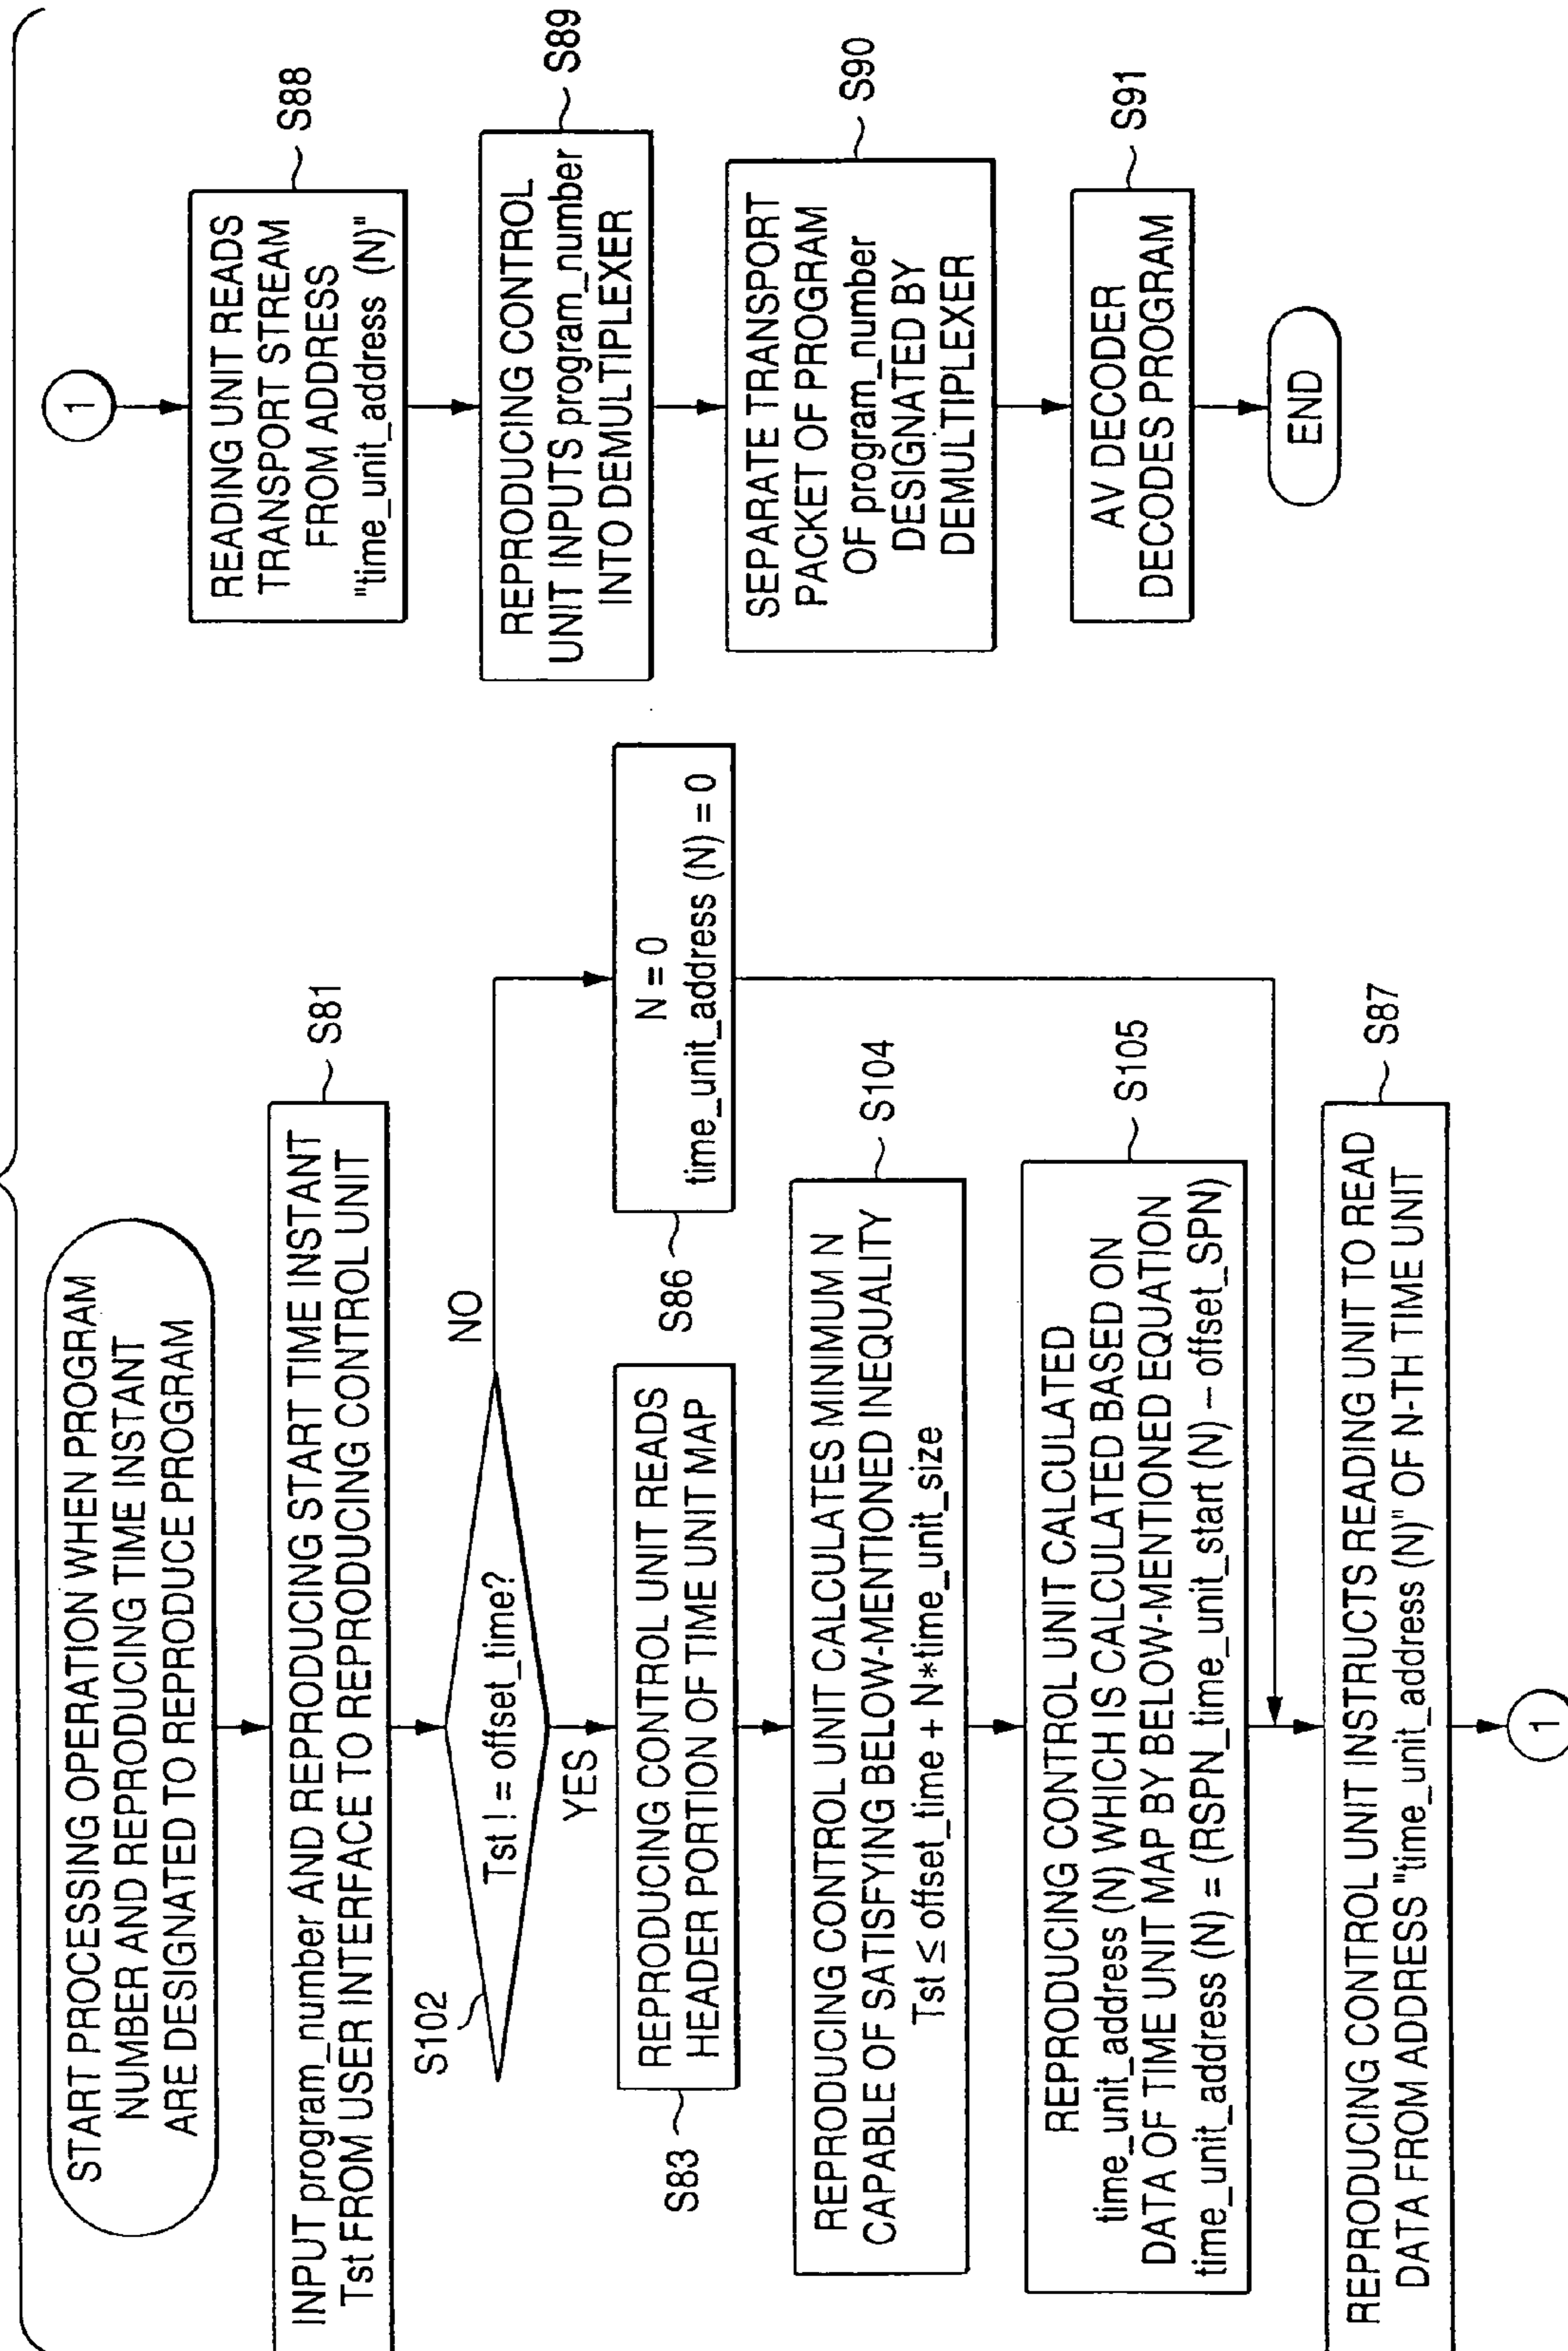 START PROCESSING OPERATION WHEN PROGRAM
NUMBER AND REPRODUCING TIME INSTANT
ARE DESIGNATED TO REPRODUCE PROGRAM
INPUT program_number AND REPRODUCING START TIME INSTANT
Tst FROM USER INTERFACE TO REPRODUCING CONTROL UNIT
S81
S102
Tst ! = offset_time?
NO
YES
REPRODUCING CONTROL UNIT READS
HEADER PORTION OF TIME UNIT MAP
S83
N = 0
time_unit_address (N) = 0
S86
REPRODUCING CONTROL UNIT CALCULATES MINIMUM N
CAPABLE OF SATISFYING BELOW-MENTIONED INEQUALITY
Tst ≤ offset_time + N*time_unit_size
S104
REPRODUCING CONTROL UNIT CALCULATED
time_unit_address (N) WHICH IS CALCULATED BASED ON
DATA OF TIME UNIT MAP BY BELOW-MENTIONED EQUATION
time_unit_address (N) = (RSPN_time_unit_start (N) – offset_SPN)
S105
REPRODUCING CONTROL UNIT INSTRUCTS READING UNIT TO READ
DATA FROM ADDRESS "time_unit_address (N)" OF N-TH TIME UNIT
S87
1
1
READING UNIT READS
TRANSPORT STREAM
FROM ADDRESS
"time_unit_address (N)"
S88
REPRODUCING CONTROL
UNIT INPUTS program_number
INTO DEMULTIPLEXER
S89
SEPARATE TRANSPORT
PACKET OF PROGRAM
OF program_number
DESIGNATED BY
DEMULTIPLEXER
S90
AV DECODER
DECODES PROGRAM
S91
END